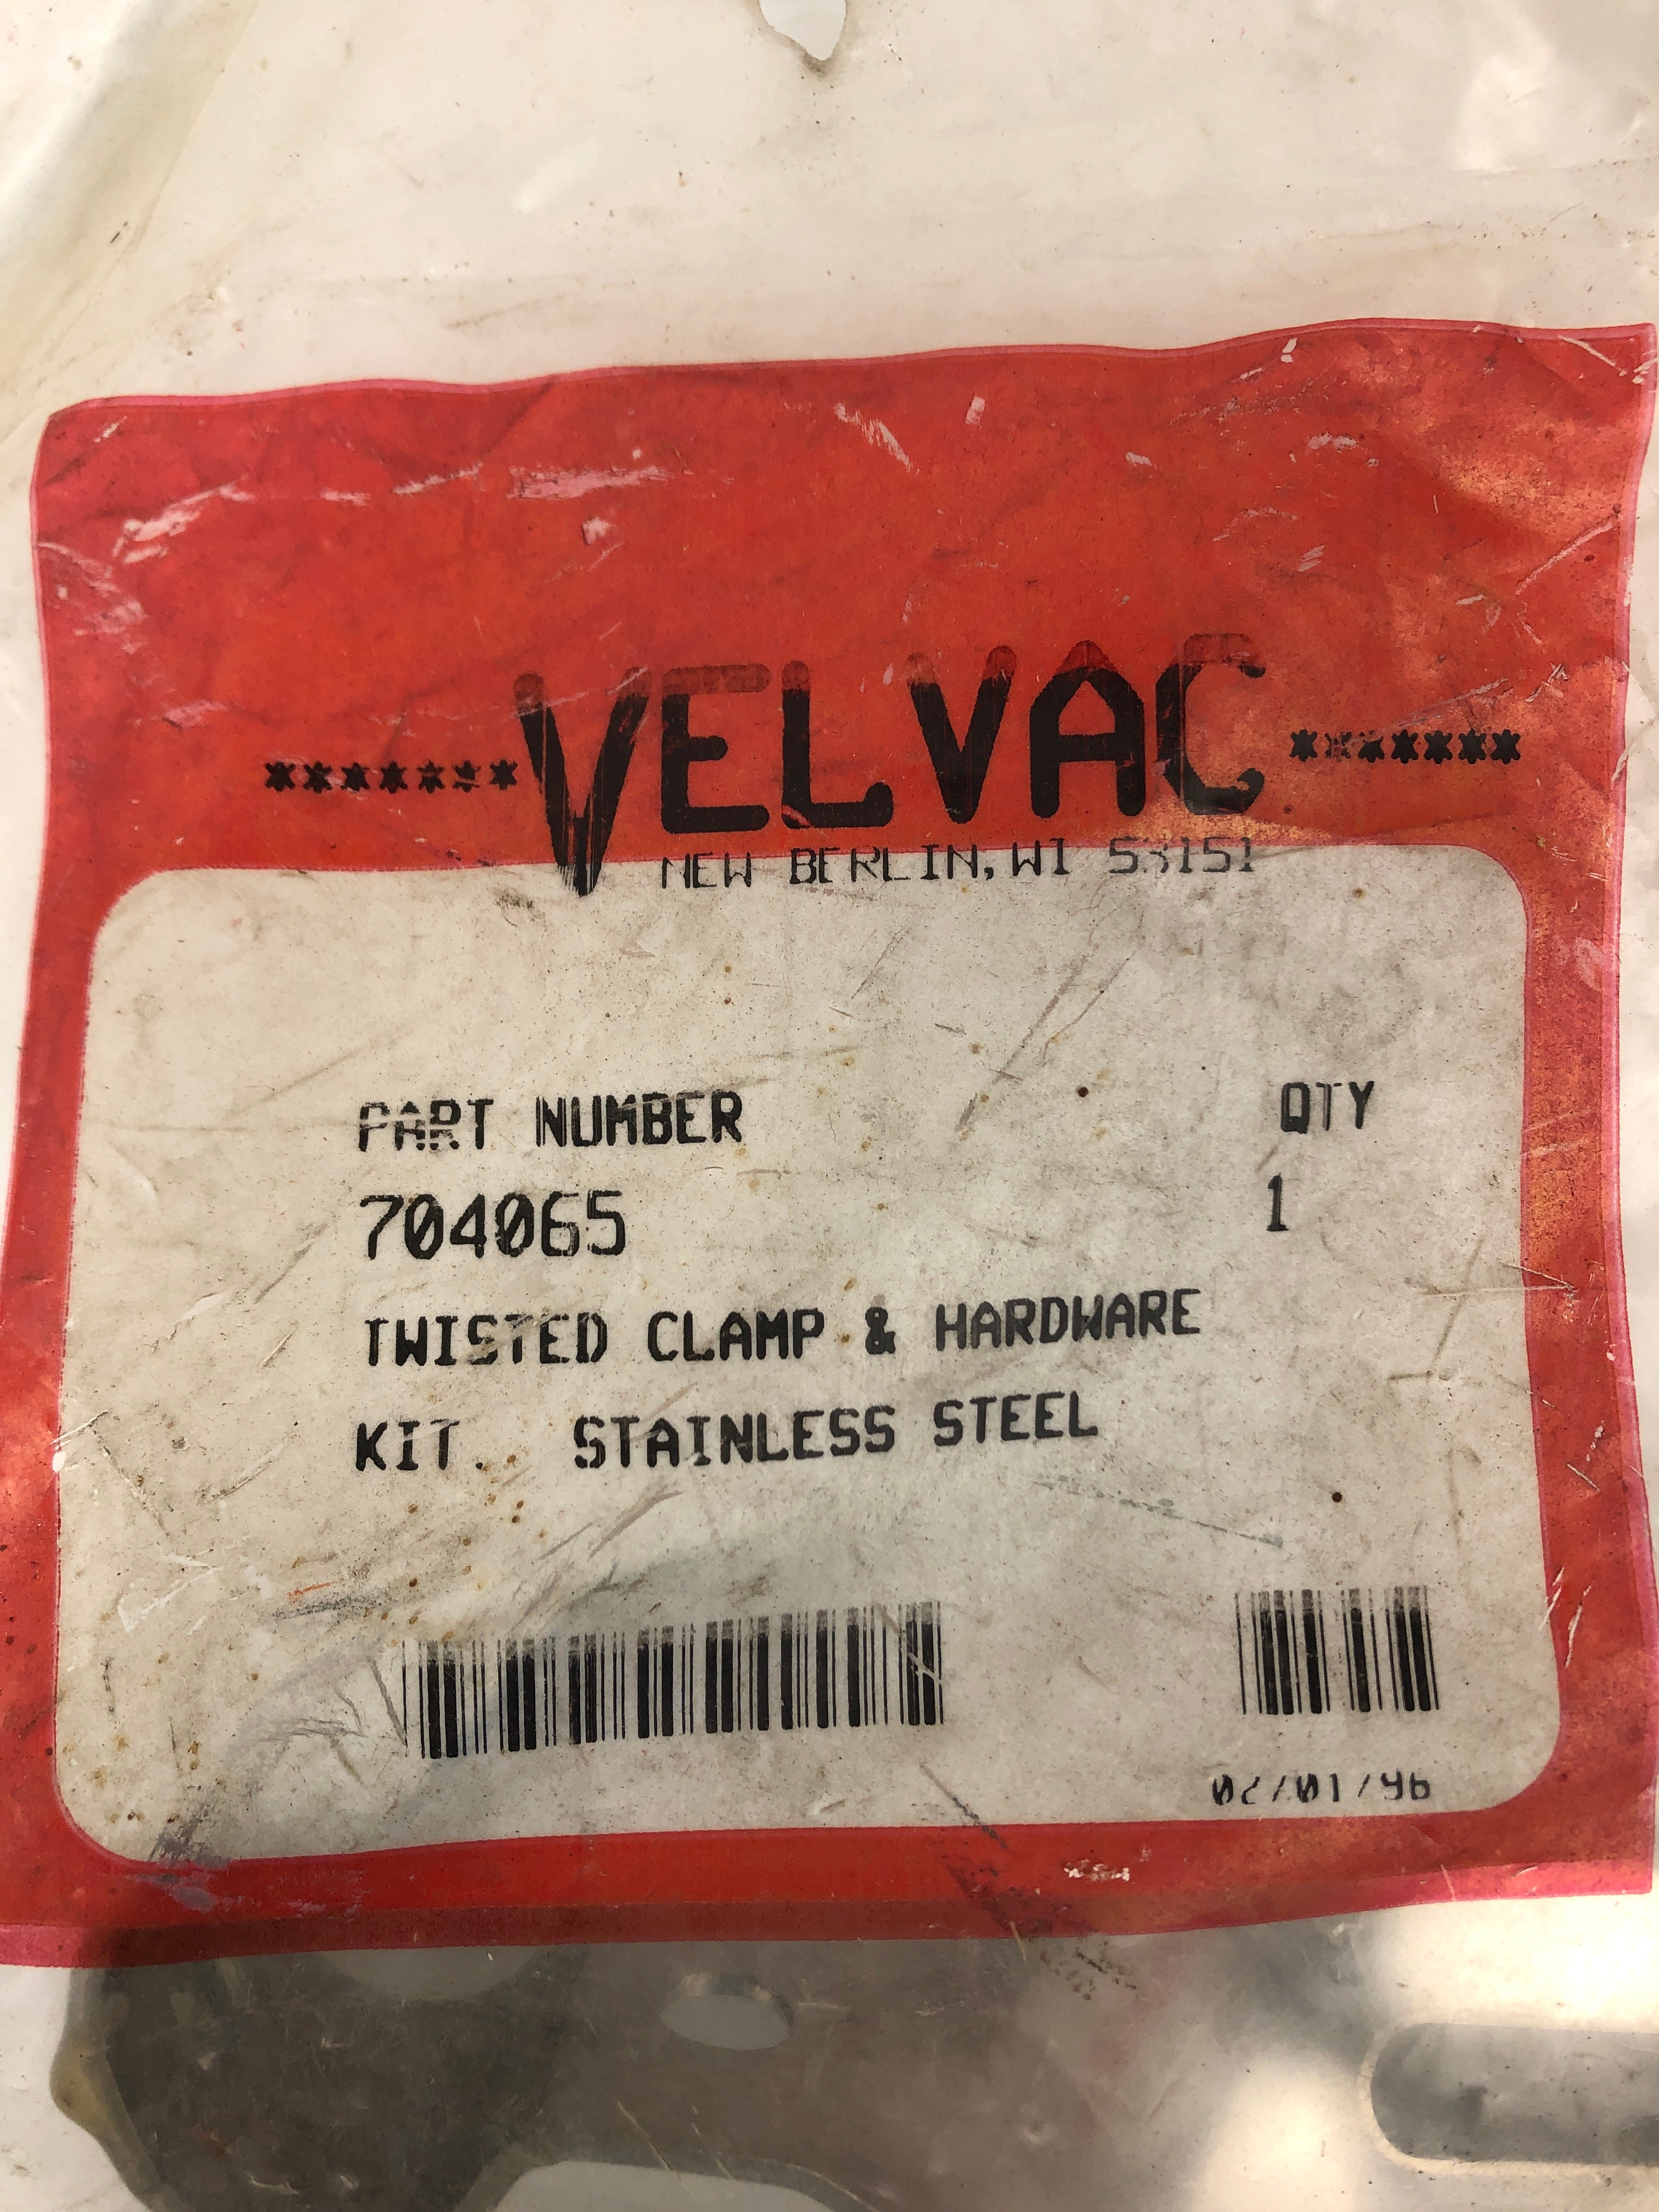 *******VELVAC*******
NEW BERLIN, WI 53151
PART NUMBER QTY
704065 1
TWISTED CLAMP & HARDWARE
KIT. STAINLESS STEEL
02/01/96